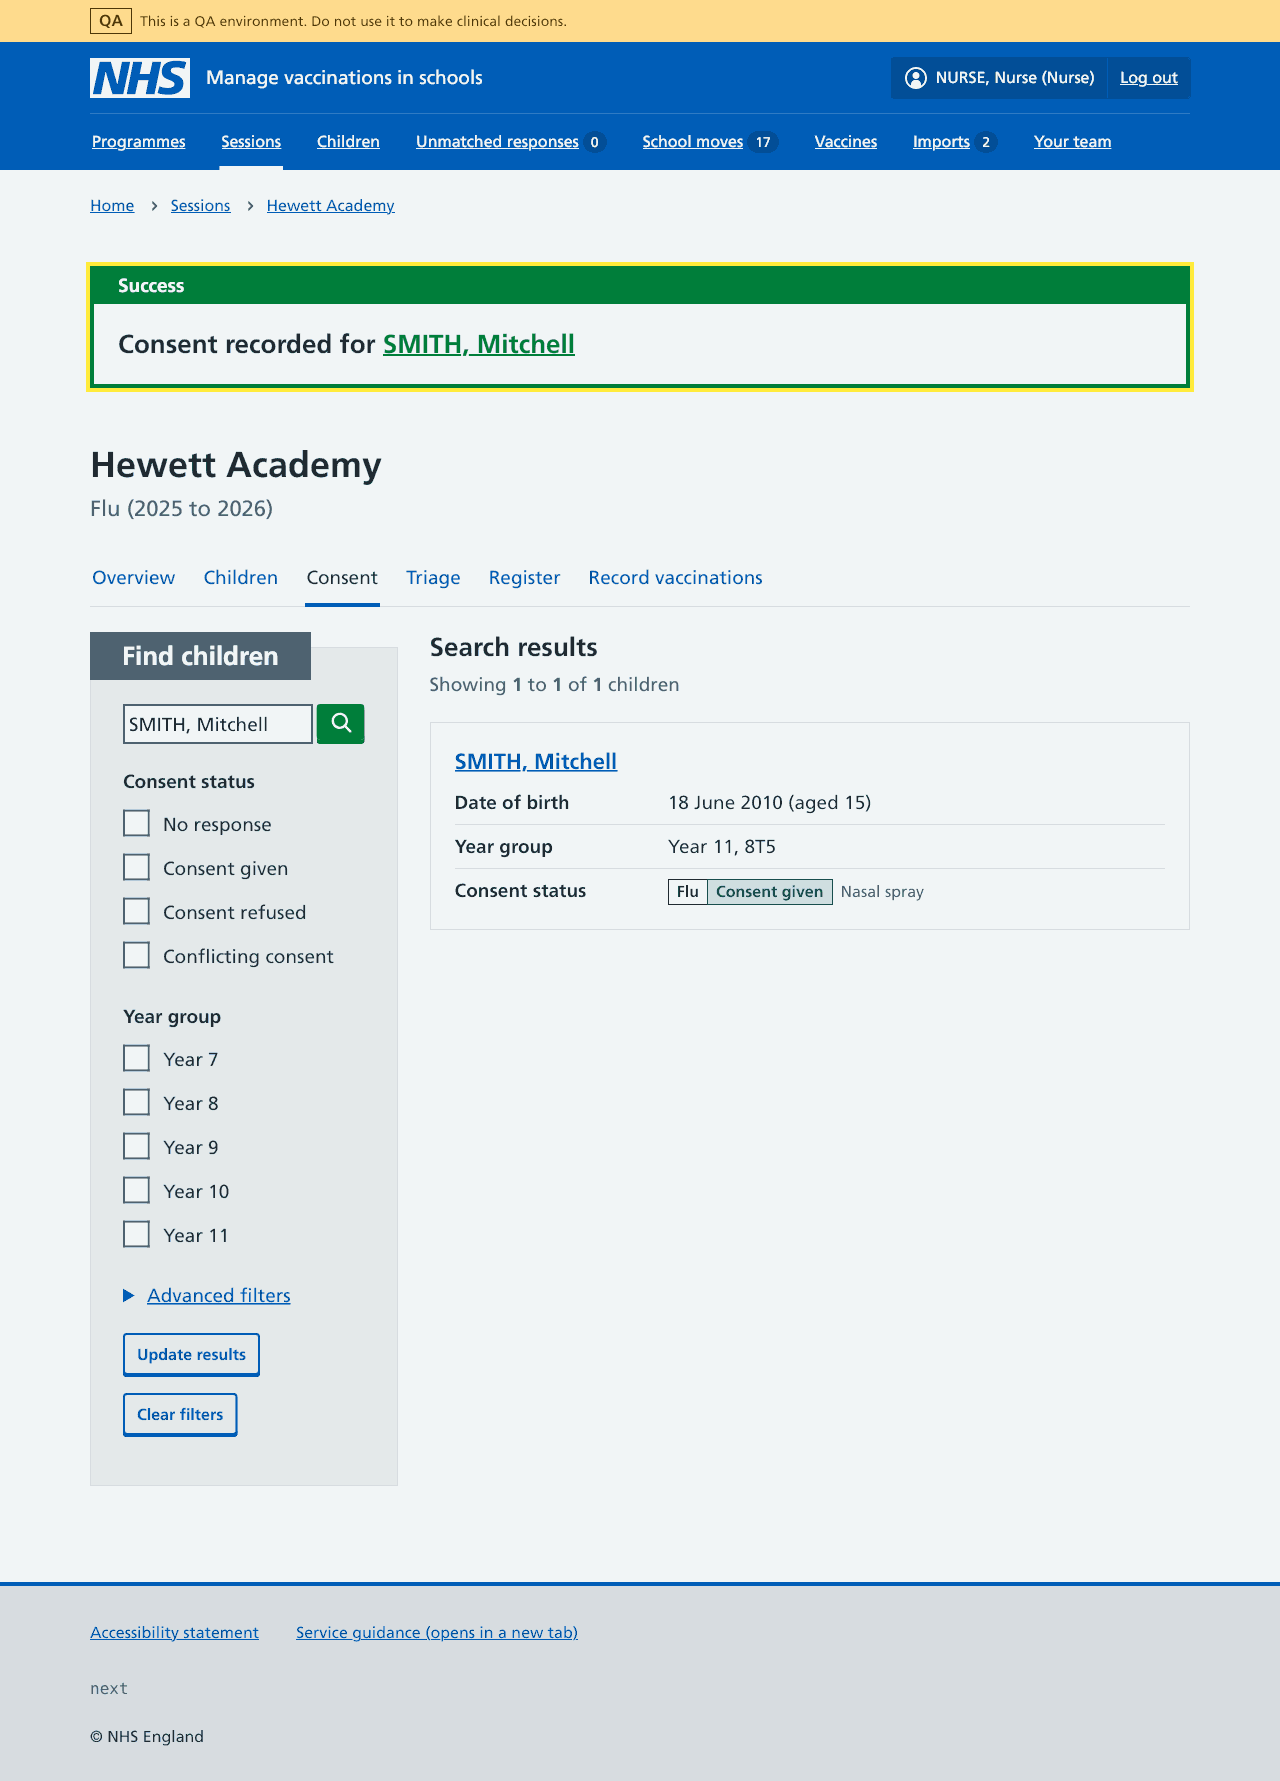 QA This is a QA environment. Do not use it to make clinical decisions.
NHS Manage vaccinations in schools NURSE, Nurse (Nurse) Log out
Programmes Sessions Children Unmatched responses 0 School moves 17 Vaccines Imports 2 Your team
Home Sessions Hewett Academy
Success
Consent recorded for SMITH, Mitchell
Hewett Academy
Flu (2025 to 2026)
Overview Children Consent Triage Register Record vaccinations
Find children
SMITH, Mitchell
Consent status
No response
Consent given
Consent refused
Conflicting consent
Year group
Year 7
Year 8
Year 9
Year 10
Year 11
Advanced filters
Update results
Clear filters
Search results
Showing 1 to 1 of 1 children
SMITH, Mitchell
Date of birth 18 June 2010 (aged 15)
Year group Year 11, 8T5
Consent status Flu Consent given Nasal spray
Accessibility statement Service guidance (opens in a new tab)
next
© NHS England